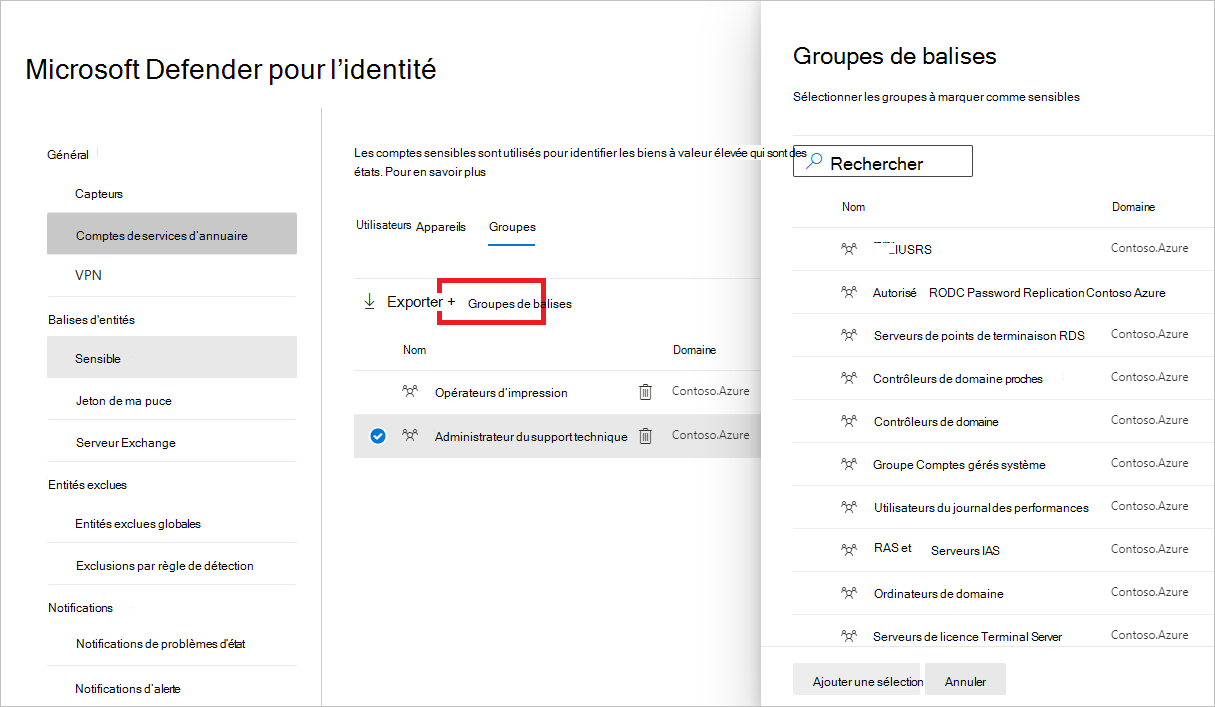 Microsoft Defender pour l’identité
Général
Capteurs
Comptes de services d’annuaire
VPN
Balises d'entités
Sensible
Jeton de ma puce
Serveur Exchange
Entités exclues
Entités exclues globales
Exclusions par règle de détection
Notifications
Notifications de problèmes d'état
Notifications d’alerte
Les comptes sensibles sont utilisés pour identifier les biens à valeur élevée qui sont des
états. Pour en savoir plus
Utilisateurs Appareils Groupes
Exporter + Groupes de balises
Nom Domaine
Opérateurs d’impression Contoso.Azure
Administrateur du support technique Contoso.Azure
Groupes de balises
Sélectionner les groupes à marquer comme sensibles
Rechercher
Nom Domaine
IUSRS Contoso.Azure
Autorisé RODC Password Replication Contoso Azure
Serveurs de points de terminaison RDS Contoso.Azure
Contrôleurs de domaine proches Contoso.Azure
Contrôleurs de domaine Contoso.Azure
Groupe Comptes gérés système Contoso.Azure
Utilisateurs du journal des performances Contoso.Azure
RAS et Serveurs IAS Contoso.Azure
Ordinateurs de domaine Contoso.Azure
Serveurs de licence Terminal Server Contoso.Azure
Ajouter une sélection Annuler